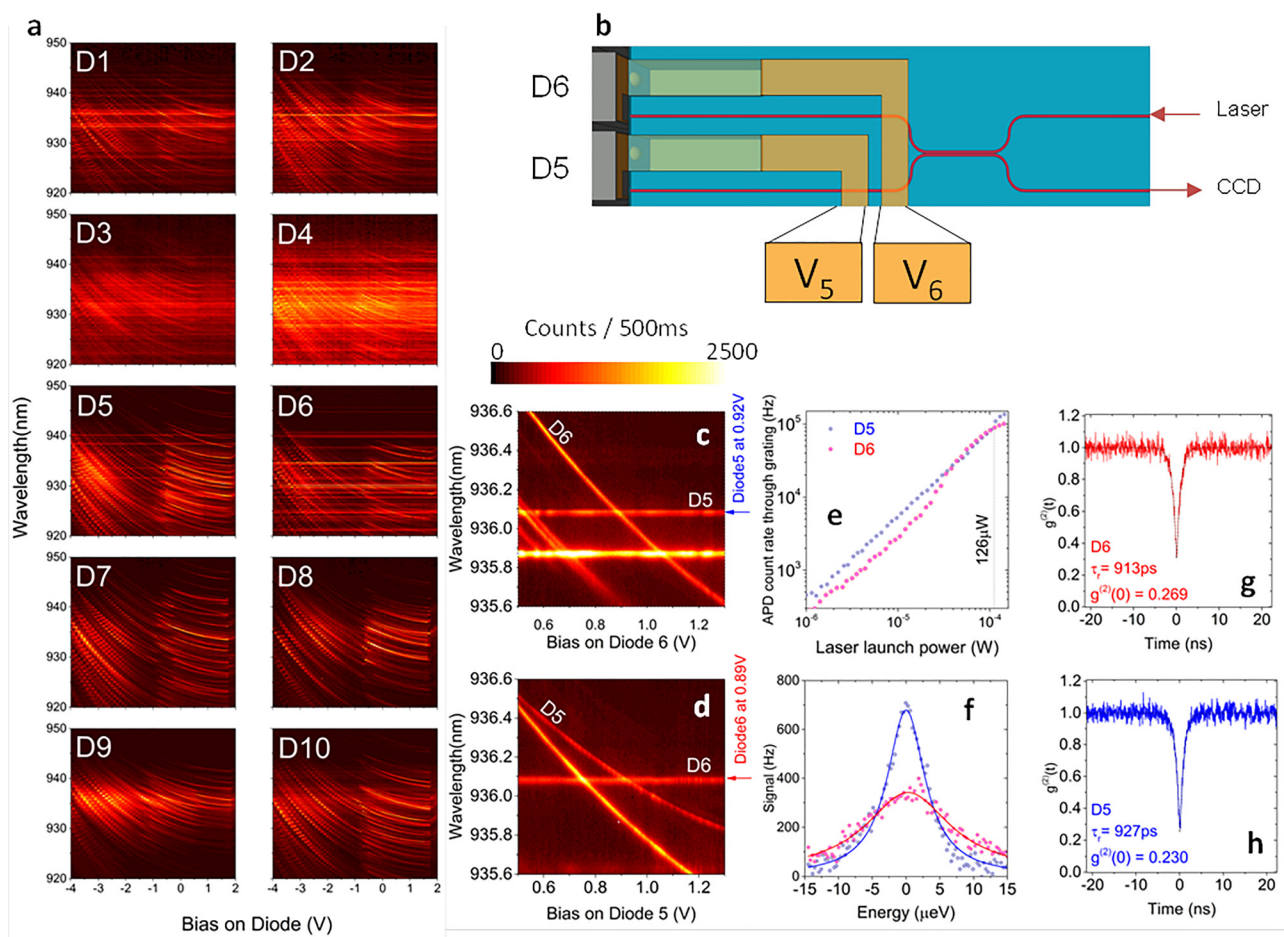 a
Wavelength(nm)
950
940
930
920
D1
D2
950
940
930
920
D3
D4
950
940
930
920
D5
D6
950
940
930
920
D7
D8
950
940
930
920
D9
D10
-4 -3 -2 -1 0 1 2
-4 -3 -2 -1 0 1 2
Bias on Diode (V)
b
D6
D5
Laser
CCD
V5
V6
Counts / 500ms
0 2500
c
Wavelength(nm)
936.6
936.4
936.2
936.0
935.8
935.6
D6
D5
0.6 0.8 1.0 1.2
Bias on Diode 6 (V)
Diode5 at 0.92V
d
Wavelength(nm)
936.6
936.4
936.2
936.0
935.8
935.6
D5
D6
0.6 0.8 1.0 1.2
Bias on Diode 5 (V)
Diode6 at 0.89V
e
APD count rate through grating (Hz)
10^5
10^4
10^3
D5
D6
126µW
10^-6 10^-5 10^-4
Laser launch power (W)
f
Signal (Hz)
800
600
400
200
0
-15 -10 -5 0 5 10 15
Energy (µeV)
g
g^(2)(t)
1.2
1.0
0.8
0.6
0.4
0.2
0.0
D6
τr= 913ps
g^(2)(0) = 0.269
-20 -10 0 10 20
Time (ns)
h
g^(2)(t)
1.2
1.0
0.8
0.6
0.4
0.2
0.0
D5
τr= 927ps
g^(2)(0) = 0.230
-20 -10 0 10 20
Time (ns)